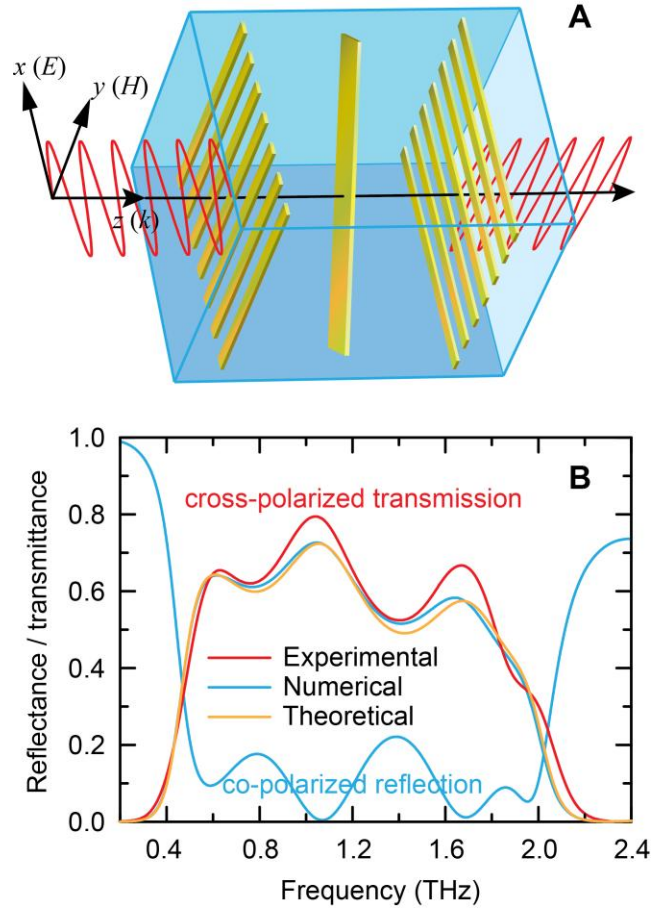 A
x (E)
y (H)
z (k)
B
1.0
0.8
0.6
0.4
0.2
0.0
Reflectance / transmittance
cross-polarized transmission
Experimental
Numerical
Theoretical
co-polarized reflection
0.4 0.8 1.2 1.6 2.0 2.4
Frequency (THz)